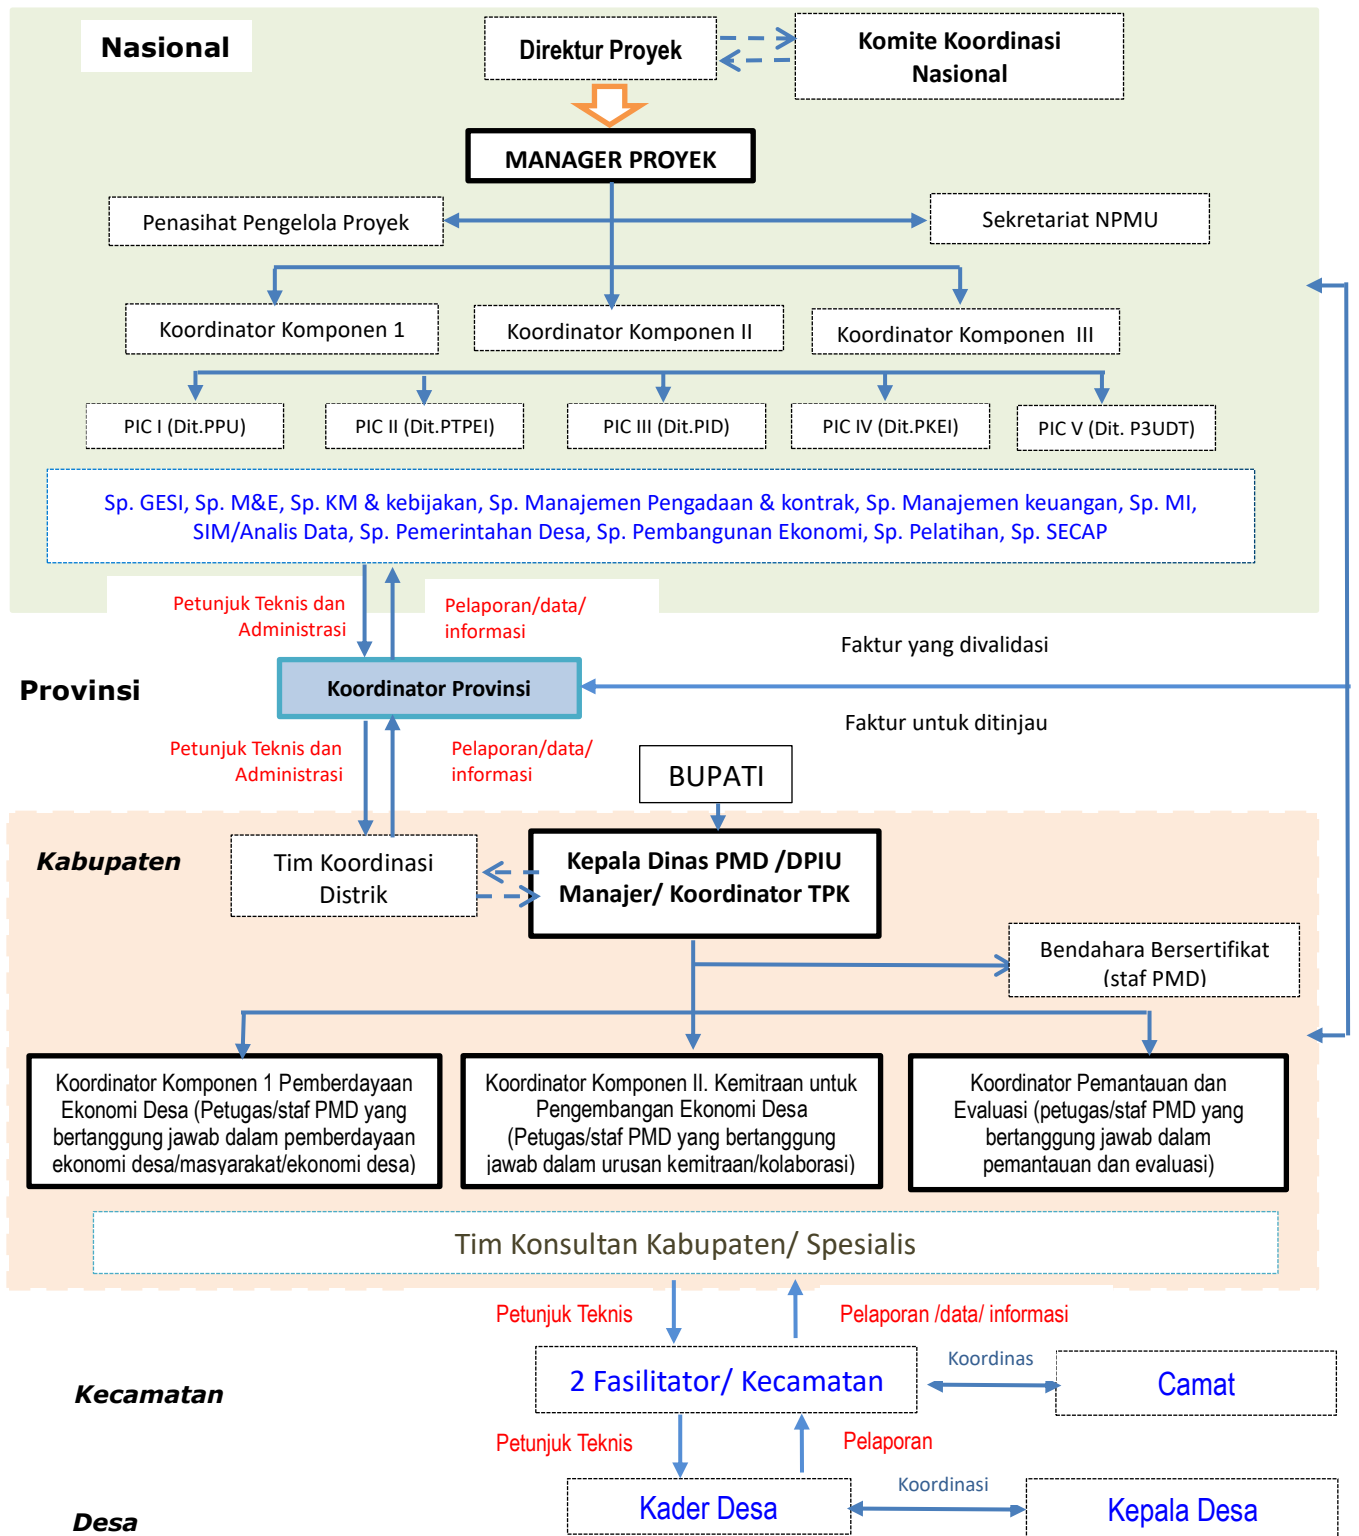 Nasional
Direktur Proyek
Komite Koordinasi
Nasional
MANAGER PROYEK
Penasihat Pengelola Proyek
Sekretariat NPMU
Koordinator Komponen 1
Koordinator Komponen II
Koordinator Komponen III
PIC I (Dit.PPU)
PIC II (Dit.PTPEI)
PIC III (Dit.PID)
PIC IV (Dit.PKEI)
PIC V (Dit. P3UDT)
Sp. GESI, Sp. M&E, Sp. KM & kebijakan, Sp. Manajemen Pengadaan & kontrak, Sp. Manajemen keuangan, Sp. MI,
SIM/Analis Data, Sp. Pemerintahan Desa, Sp. Pembangunan Ekonomi, Sp. Pelatihan, Sp. SECAP
Petunjuk Teknis dan
Administrasi
Pelaporan/data/
informasi
Faktur yang divalidasi
Provinsi
Koordinator Provinsi
Faktur untuk ditinjau
Petunjuk Teknis dan
Administrasi
Pelaporan/data/
informasi
BUPATI
Kabupaten
Tim Koordinasi
Distrik
Kepala Dinas PMD /DPIU
Manajer/ Koordinator TPK
Bendahara Bersertifikat
(staf PMD)
Koordinator Komponen 1 Pemberdayaan
Ekonomi Desa (Petugas/staf PMD yang
bertanggung jawab dalam pemberdayaan
ekonomi desa/masyarakat/ekonomi desa)
Koordinator Komponen II. Kemitraan untuk
Pengembangan Ekonomi Desa
(Petugas/staf PMD yang bertanggung
jawab dalam urusan kemitraan/kolaborasi)
Koordinator Pemantauan dan
Evaluasi (petugas/staf PMD yang
bertanggung jawab dalam
pemantauan dan evaluasi)
Tim Konsultan Kabupaten/ Spesialis
Petunjuk Teknis
Pelaporan /data/ informasi
Kecamatan
2 Fasilitator/ Kecamatan
Koordinas
Camat
Petunjuk Teknis
Pelaporan
Desa
Kader Desa
Koordinasi
Kepala Desa